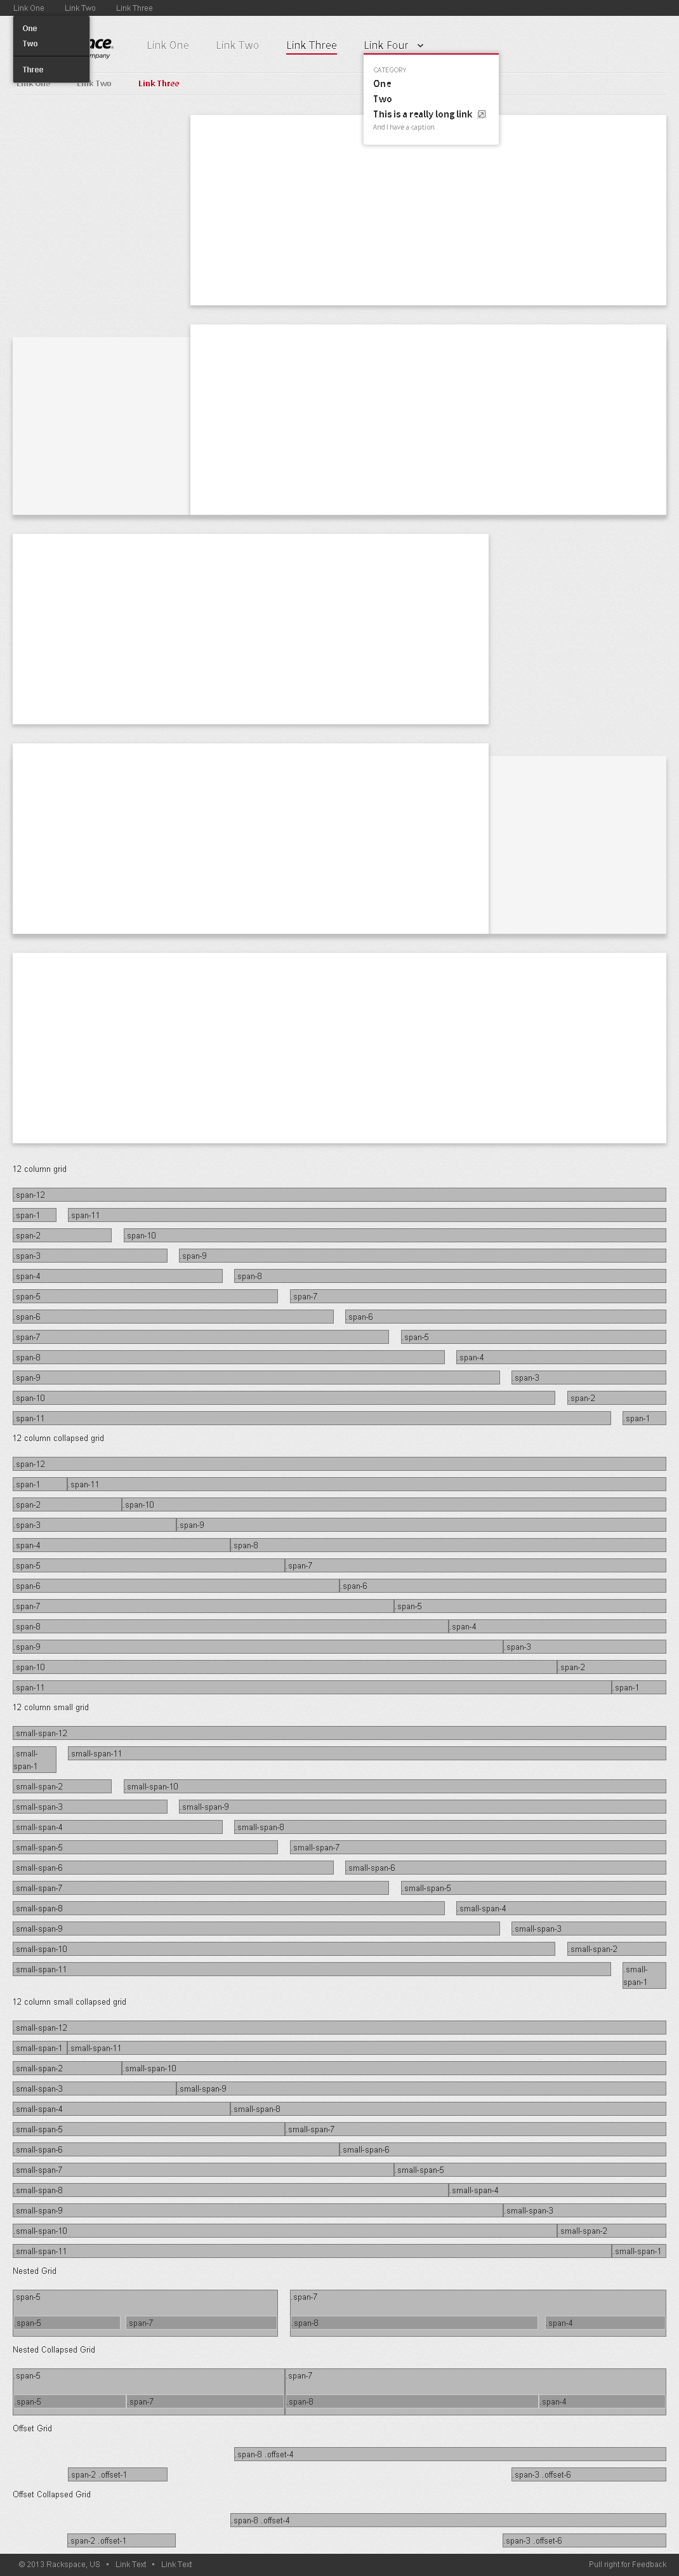 Link One Link Two Link Three
One
Two
Three
Link One Link Two Link Three Link Four
CATEGORY
One
Two
This is a really long link
And I have a caption
Link One Link Two Link Three
12 column grid
.span-12
.span-1 .span-11
.span-2 .span-10
.span-3 .span-9
.span-4 .span-8
.span-5 .span-7
.span-6 .span-6
.span-7 .span-5
.span-8 .span-4
.span-9 .span-3
.span-10 .span-2
.span-11 .span-1
12 column collapsed grid
.span-12
.span-1 .span-11
.span-2 .span-10
.span-3 .span-9
.span-4 .span-8
.span-5 .span-7
.span-6 .span-6
.span-7 .span-5
.span-8 .span-4
.span-9 .span-3
.span-10 .span-2
.span-11 .span-1
12 column small grid
.small-span-12
.small-span-1 .small-span-11
.small-span-2 .small-span-10
.small-span-3 .small-span-9
.small-span-4 .small-span-8
.small-span-5 .small-span-7
.small-span-6 .small-span-6
.small-span-7 .small-span-5
.small-span-8 .small-span-4
.small-span-9 .small-span-3
.small-span-10 .small-span-2
.small-span-11 .small-span-1
12 column small collapsed grid
.small-span-12
.small-span-1 .small-span-11
.small-span-2 .small-span-10
.small-span-3 .small-span-9
.small-span-4 .small-span-8
.small-span-5 .small-span-7
.small-span-6 .small-span-6
.small-span-7 .small-span-5
.small-span-8 .small-span-4
.small-span-9 .small-span-3
.small-span-10 .small-span-2
.small-span-11 .small-span-1
Nested Grid
.span-5 .span-7
.span-5 .span-7 .span-8 .span-4
Nested Collapsed Grid
.span-5 .span-7
.span-5 .span-7 .span-8 .span-4
Offset Grid
.span-8 .offset-4
.span-2 .offset-1 .span-3 .offset-6
Offset Collapsed Grid
.span-8 .offset-4
.span-2 .offset-1 .span-3 .offset-6
© 2013 Rackspace, US • Link Text • Link Text Pull right for Feedback